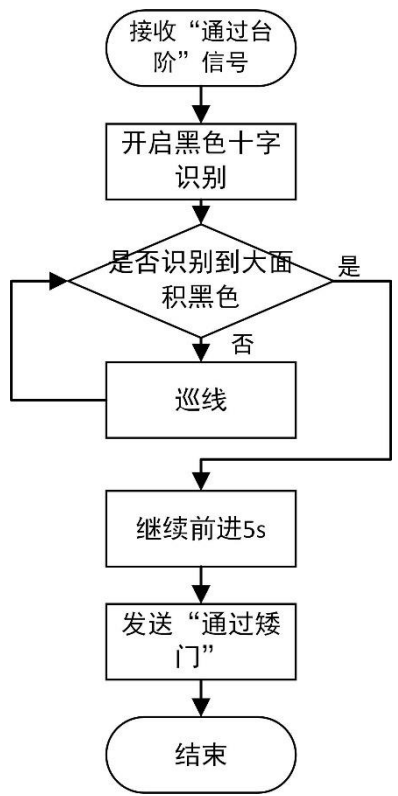 接收“通过台
阶”信号
开启黑色十字
识别
是否识别到大面
积黑色
是
否
巡线
继续前进5s
发送“通过矮
门”
结束